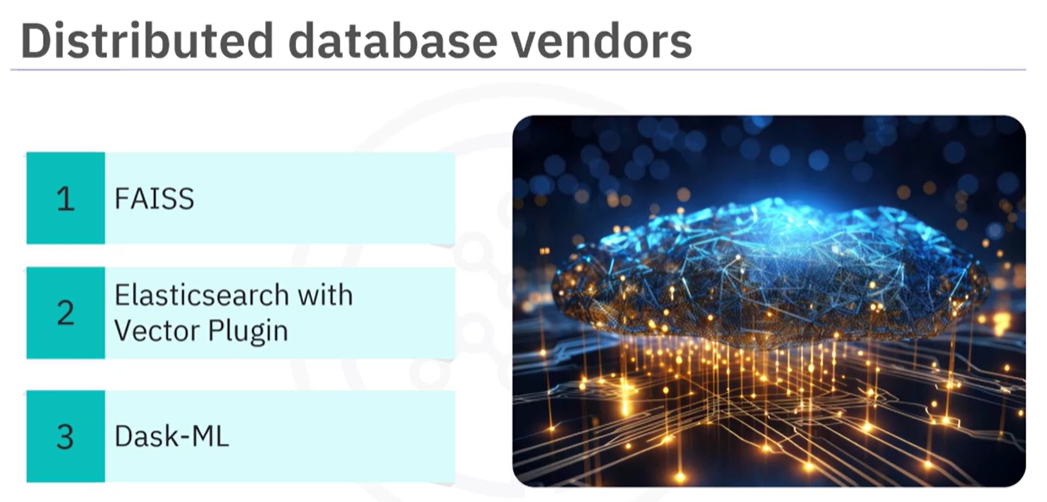 Distributed database vendors
1
FAISS
2
Elasticsearch with
Vector Plugin
3
Dask-ML